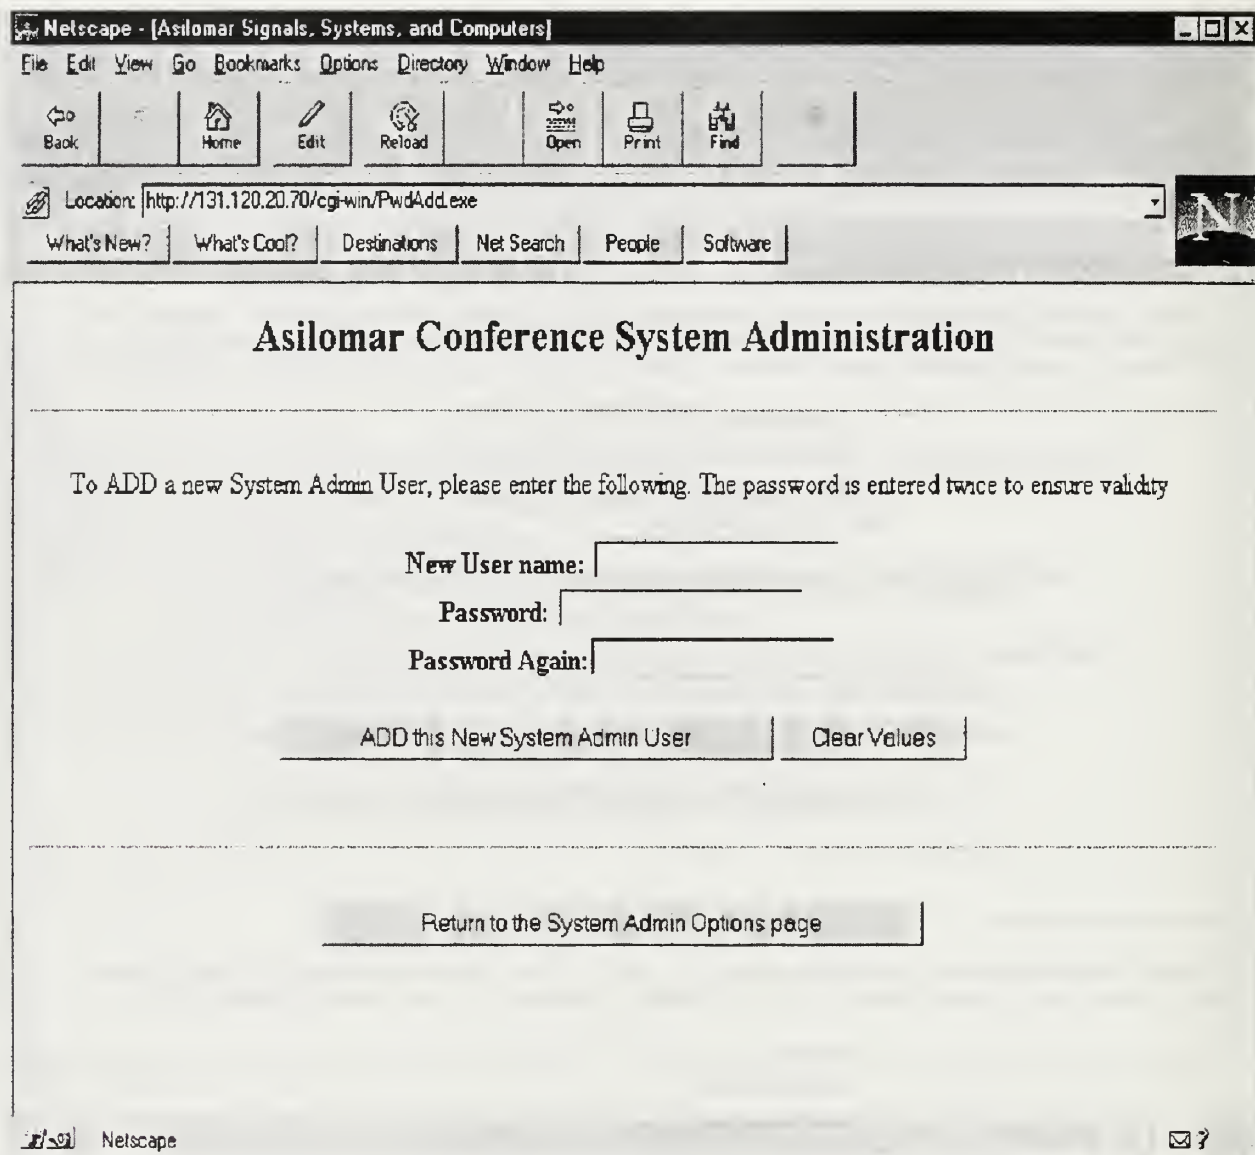 Netscape - [Asilomar Signals, Systems, and Computers]
File Edit View Go Bookmarks Options Directory Window Help
Back Home Edit Reload Open Print Find
Location: http://131.120.20.70/cgi-win/PwdAdd.exe
N
What's New? What's Cool? Destinations Net Search People Software
Asilomar Conference System Administration
To ADD a new System Admin User, please enter the following. The password is entered twice to ensure validity
New User name:
Password:
Password Again:
ADD this New System Admin User Clear Values
Return to the System Admin Options page
Netscape